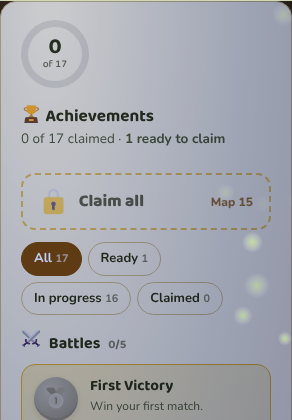 0
of 17
Achievements
0 of 17 claimed · 1 ready to claim
Claim all Map 15
All 17 Ready 1
In progress 16 Claimed 0
Battles 0/5
1 First Victory
Win your first match.